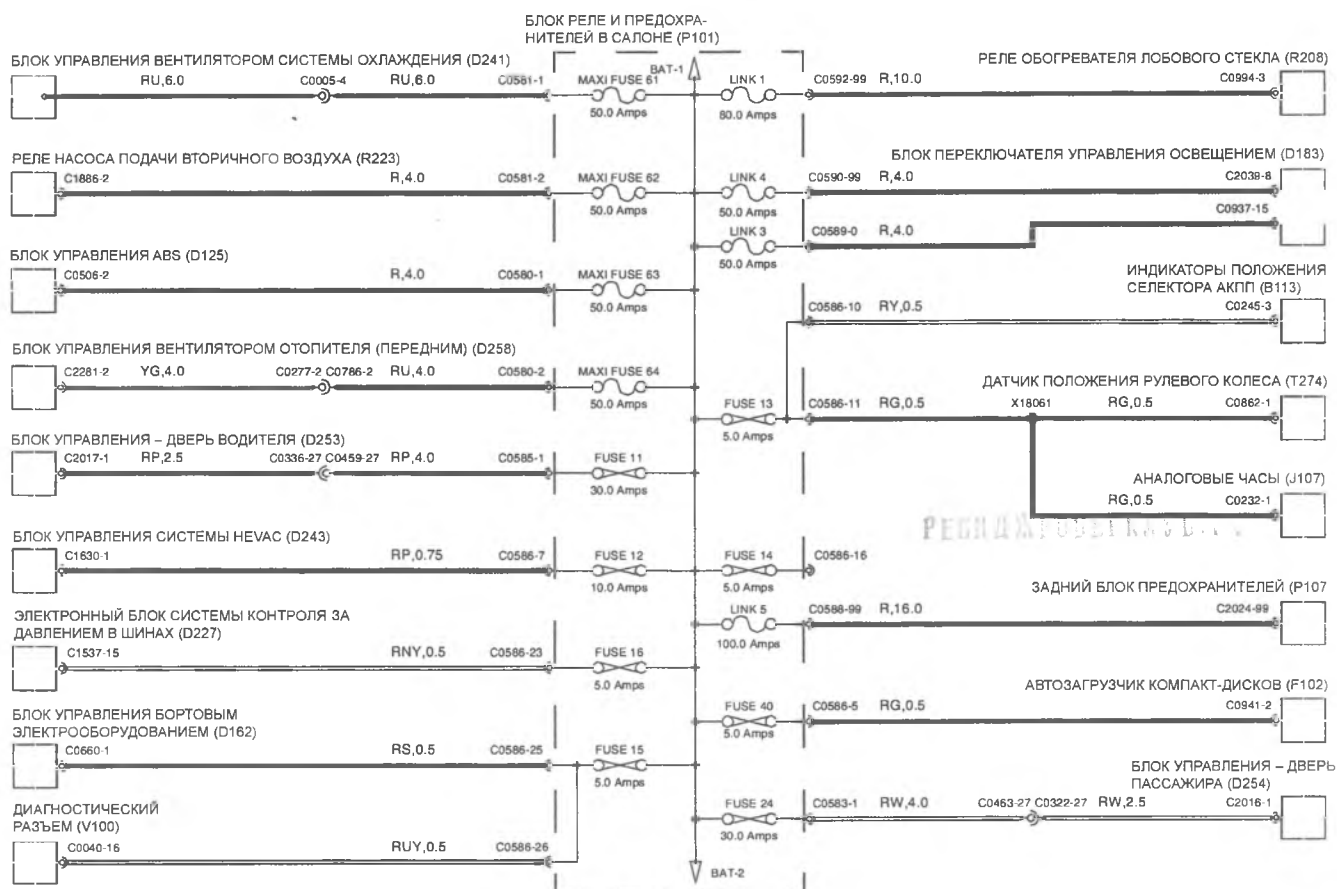 БЛОК РЕЛЕ И ПРЕДОХРА-
НИТЕЛЕЙ В САЛОНЕ (P101)
BAT-1
БЛОК УПРАВЛЕНИЯ ВЕНТИЛЯТОРОМ СИСТЕМЫ ОХЛАЖДЕНИЯ (D241)
RU,6.0 C0005-4 RU,6.0 C0581-1 MAXI FUSE 61
50.0 Amps
РЕЛЕ НАСОСА ПОДАЧИ ВТОРИЧНОГО ВОЗДУХА (R223)
C1886-2 R,4.0 C0581-2 MAXI FUSE 62
50.0 Amps
БЛОК УПРАВЛЕНИЯ ABS (D125)
C0506-2 R,4.0 C0580-1 MAXI FUSE 63
50.0 Amps
БЛОК УПРАВЛЕНИЯ ВЕНТИЛЯТОРОМ ОТОПИТЕЛЯ (ПЕРЕДНИМ) (D258)
C2281-2 YG,4.0 C0277-2 C0786-2 RU,4.0 C0580-2 MAXI FUSE 64
50.0 Amps
БЛОК УПРАВЛЕНИЯ – ДВЕРЬ ВОДИТЕЛЯ (D253)
C2017-1 RP,2.5 C0336-27 C0459-27 RP,4.0 C0585-1 FUSE 11
30.0 Amps
БЛОК УПРАВЛЕНИЯ СИСТЕМЫ HEVAC (D243)
C1630-1 RP,0.75 C0586-7 FUSE 12
10.0 Amps
ЭЛЕКТРОННЫЙ БЛОК СИСТЕМЫ КОНТРОЛЯ ЗА
ДАВЛЕНИЕМ В ШИНАХ (D227)
C1537-15 RNY,0.5 C0586-23 FUSE 16
5.0 Amps
БЛОК УПРАВЛЕНИЯ БОРТОВЫМ
ЭЛЕКТРООБОРУДОВАНИЕМ (D162)
C0660-1 RS,0.5 C0586-25 FUSE 15
5.0 Amps
ДИАГНОСТИЧЕСКИЙ
РАЗЪЕМ (V100)
C0040-16 RUY,0.5 C0586-26
РЕЛЕ ОБОГРЕВАТЕЛЯ ЛОБОВОГО СТЕКЛА (R208)
LINK 1 C0592-99 R,10.0 C0994-3
80.0 Amps
БЛОК ПЕРЕКЛЮЧАТЕЛЯ УПРАВЛЕНИЯ ОСВЕЩЕНИЕМ (D183)
LINK 4 C0590-99 R,4.0 C2039-8
50.0 Amps
C0937-15
LINK 3 C0589-0 R,4.0
50.0 Amps
ИНДИКАТОРЫ ПОЛОЖЕНИЯ
СЕЛЕКТОРА АКПП (B113)
C0586-10 RY,0.5 C0245-3
ДАТЧИК ПОЛОЖЕНИЯ РУЛЕВОГО КОЛЕСА (T274)
FUSE 13 C0586-11 RG,0.5 X18061 RG,0.5 C0862-1
5.0 Amps
АНАЛОГОВЫЕ ЧАСЫ (J107)
RG,0.5 C0232-1
FUSE 14 C0586-16
5.0 Amps
ЗАДНИЙ БЛОК ПРЕДОХРАНИТЕЛЕЙ (P107
LINK 5 C0588-99 R,16.0 C2024-99
100.0 Amps
АВТОЗАГРУЗЧИК КОМПАКТ-ДИСКОВ (F102)
FUSE 40 C0586-5 RG,0.5 C0941-2
5.0 Amps
БЛОК УПРАВЛЕНИЯ – ДВЕРЬ
ПАССАЖИРА (D254)
FUSE 24 C0583-1 RW,4.0 C0463-27 C0322-27 RW,2.5 C2016-1
30.0 Amps
BAT-2